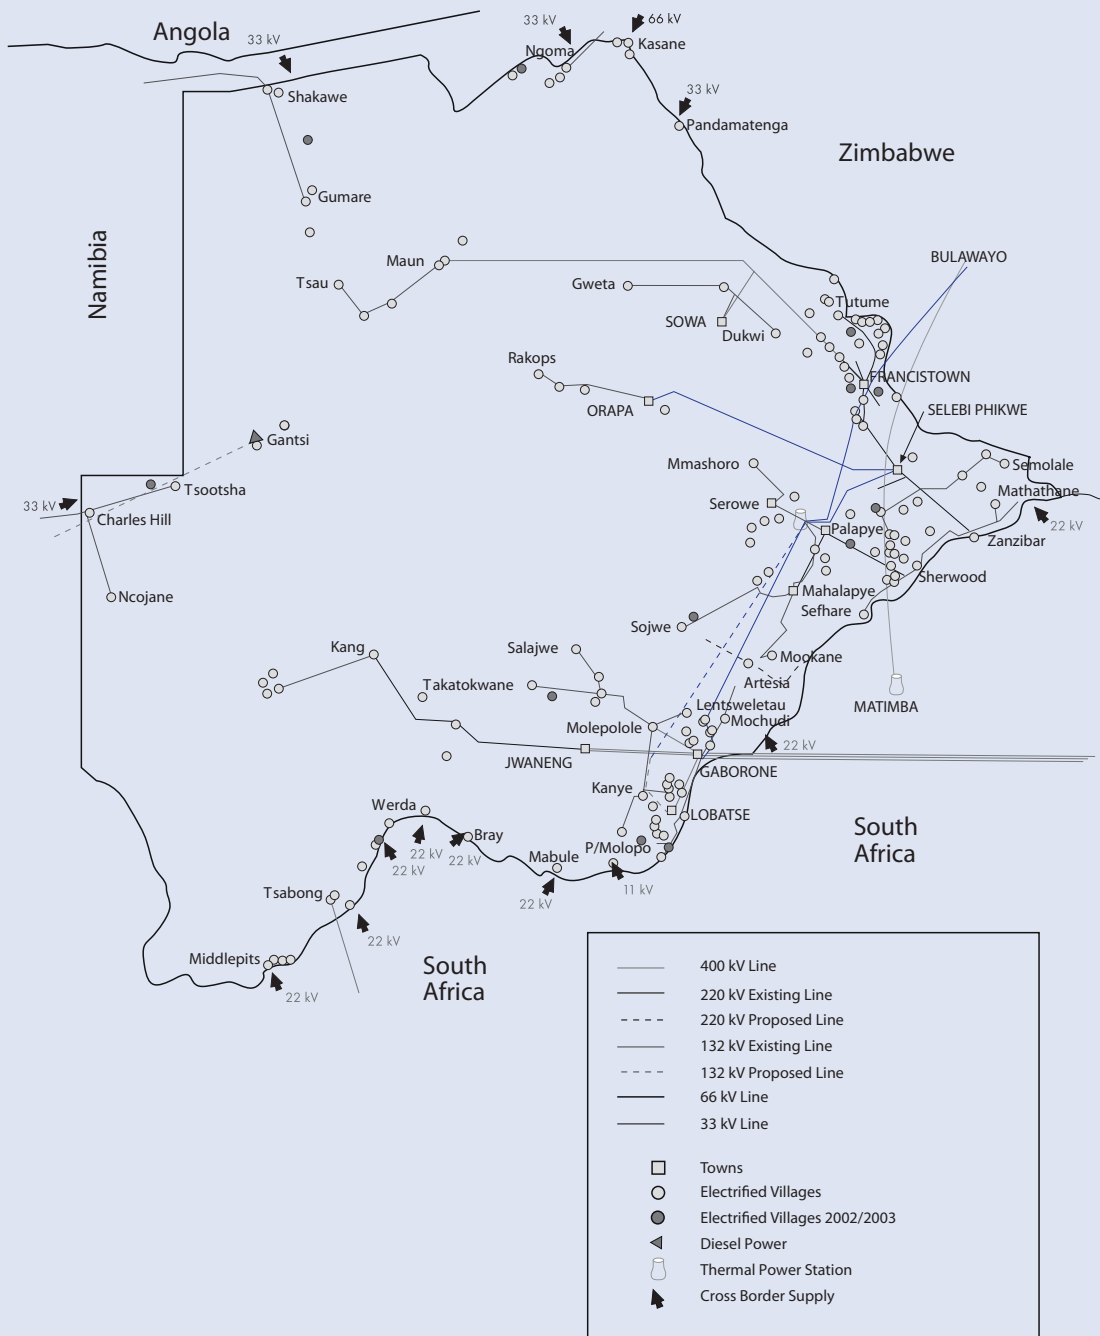 Angola
33 kV
33 kV
66 kV
Ngoma
Kasane
Shakawe
33 kV
Pandamatenga
Zimbabwe
Gumare
Namibia
BULAWAYO
Maun
Tsau
Gweta
Tutume
SOWA
Dukwi
Rakops
FRANCISTOWN
ORAPA
SELEBI PHIKWE
Gantsi
Mmashoro
Semolale
Tsootsha
Mathathane
33 kV
Serowe
Charles Hill
22 kV
Palapye
Zanzibar
Sherwood
Ncojane
Mahalapye
Sefhare
Sojwe
Kang
Salajwe
Mookane
Takatokwane
Artesia
Lentsweletau
MATIMBA
Mochudi
Molepolole
22 kV
JWANENG
GABORONE
Kanye
Werda
LOBATSE
South
Africa
Bray
P/Molopo
22 kV
22 kV
Mabule
22 kV
11 kV
Tsabong
22 kV
22 kV
Middlepits
South
Africa
22 kV
400 kV Line
220 kV Existing Line
220 kV Proposed Line
132 kV Existing Line
132 kV Proposed Line
66 kV Line
33 kV Line
Towns
Electrified Villages
Electrified Villages 2002/2003
Diesel Power
Thermal Power Station
Cross Border Supply